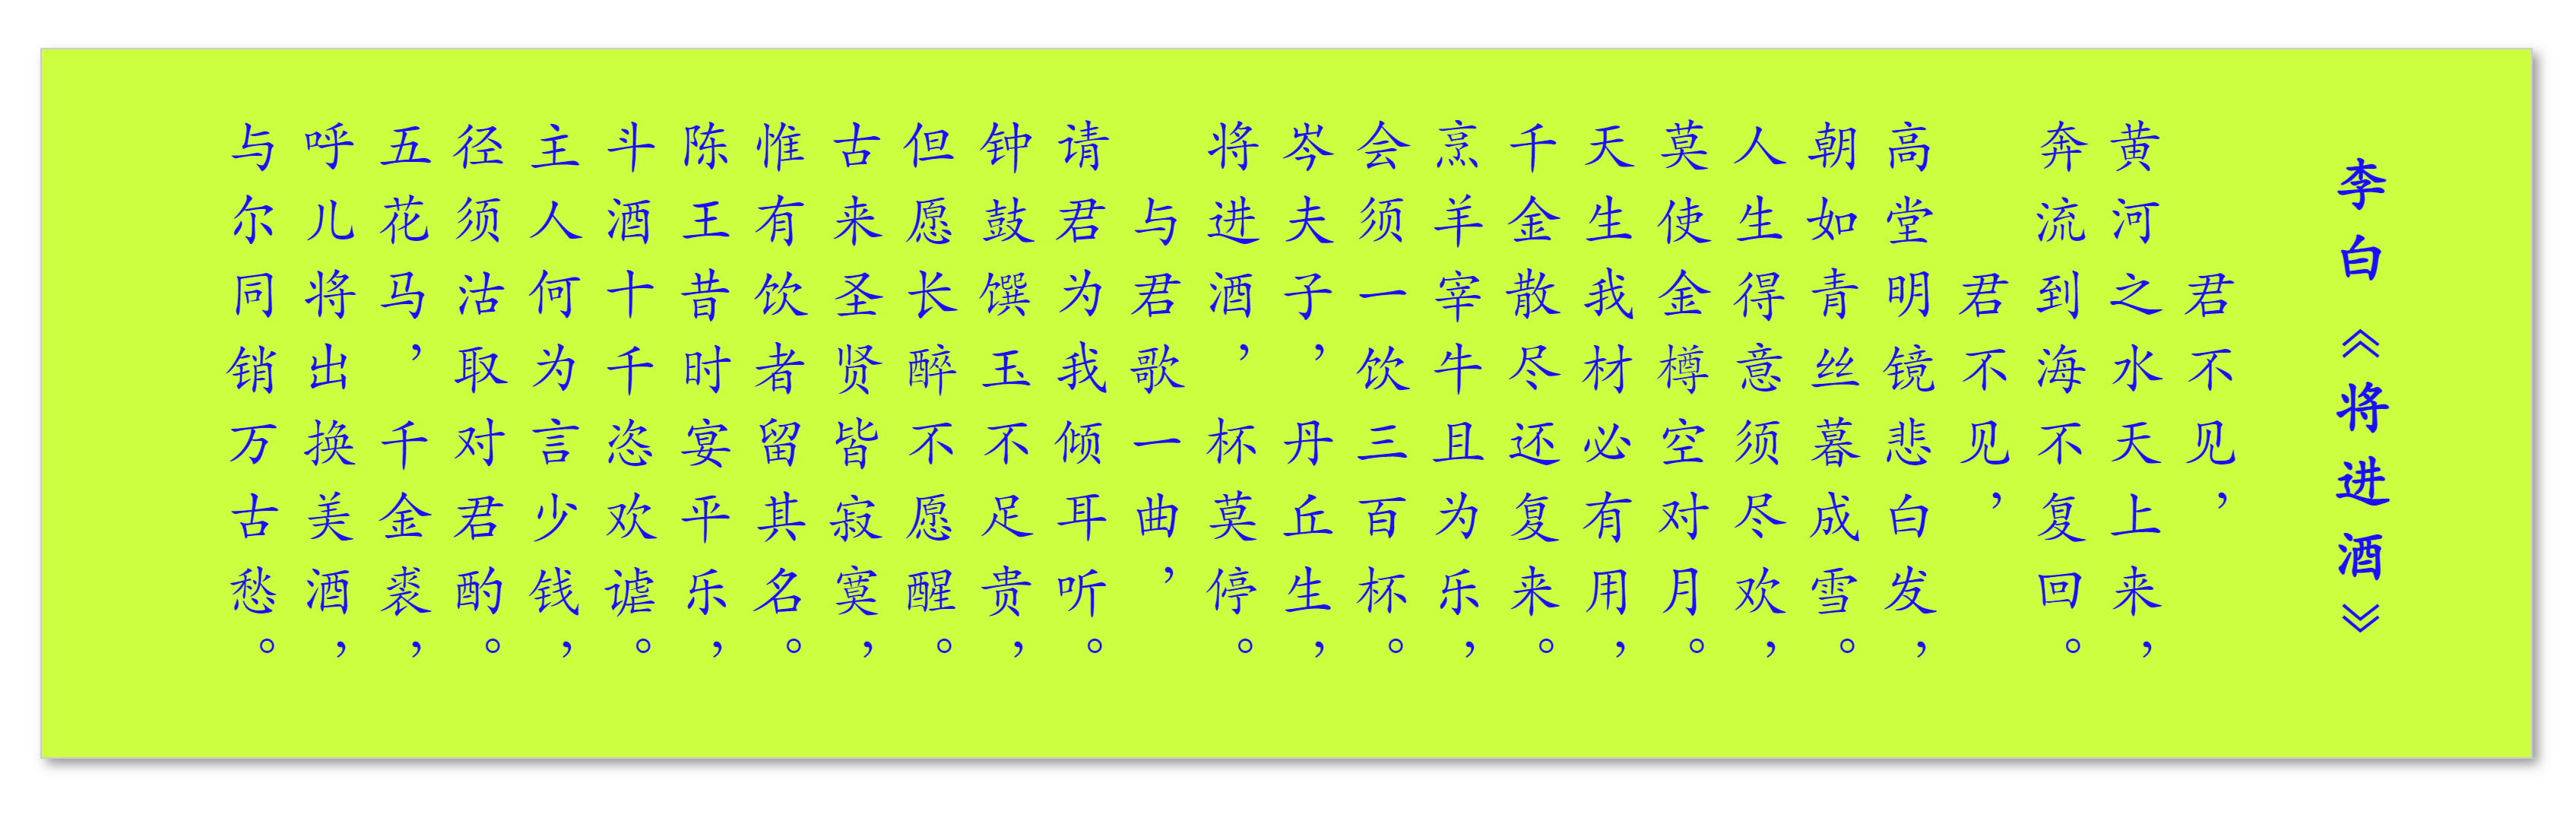 李白《将进酒》
君不见，
黄河之水天上来，
奔流到海不复回。
君不见，
高堂明镜悲白发，
朝如青丝暮成雪。
人生得意须尽欢，
莫使金樽空对月。
天生我材必有用，
千金散尽还复来。
烹羊宰牛且为乐，
会须一饮三百杯。
岑夫子，丹丘生，
将进酒，杯莫停。
与君歌一曲，
请君为我倾耳听。
钟鼓馔玉不足贵，
但愿长醉不愿醒。
古来圣贤皆寂寞，
惟有饮者留其名。
陈王昔时宴平乐，
斗酒十千恣欢谑。
主人何为言少钱，
径须沽取对君酌。
五花马，千金裘，
呼儿将出换美酒，
与尔同销万古愁。